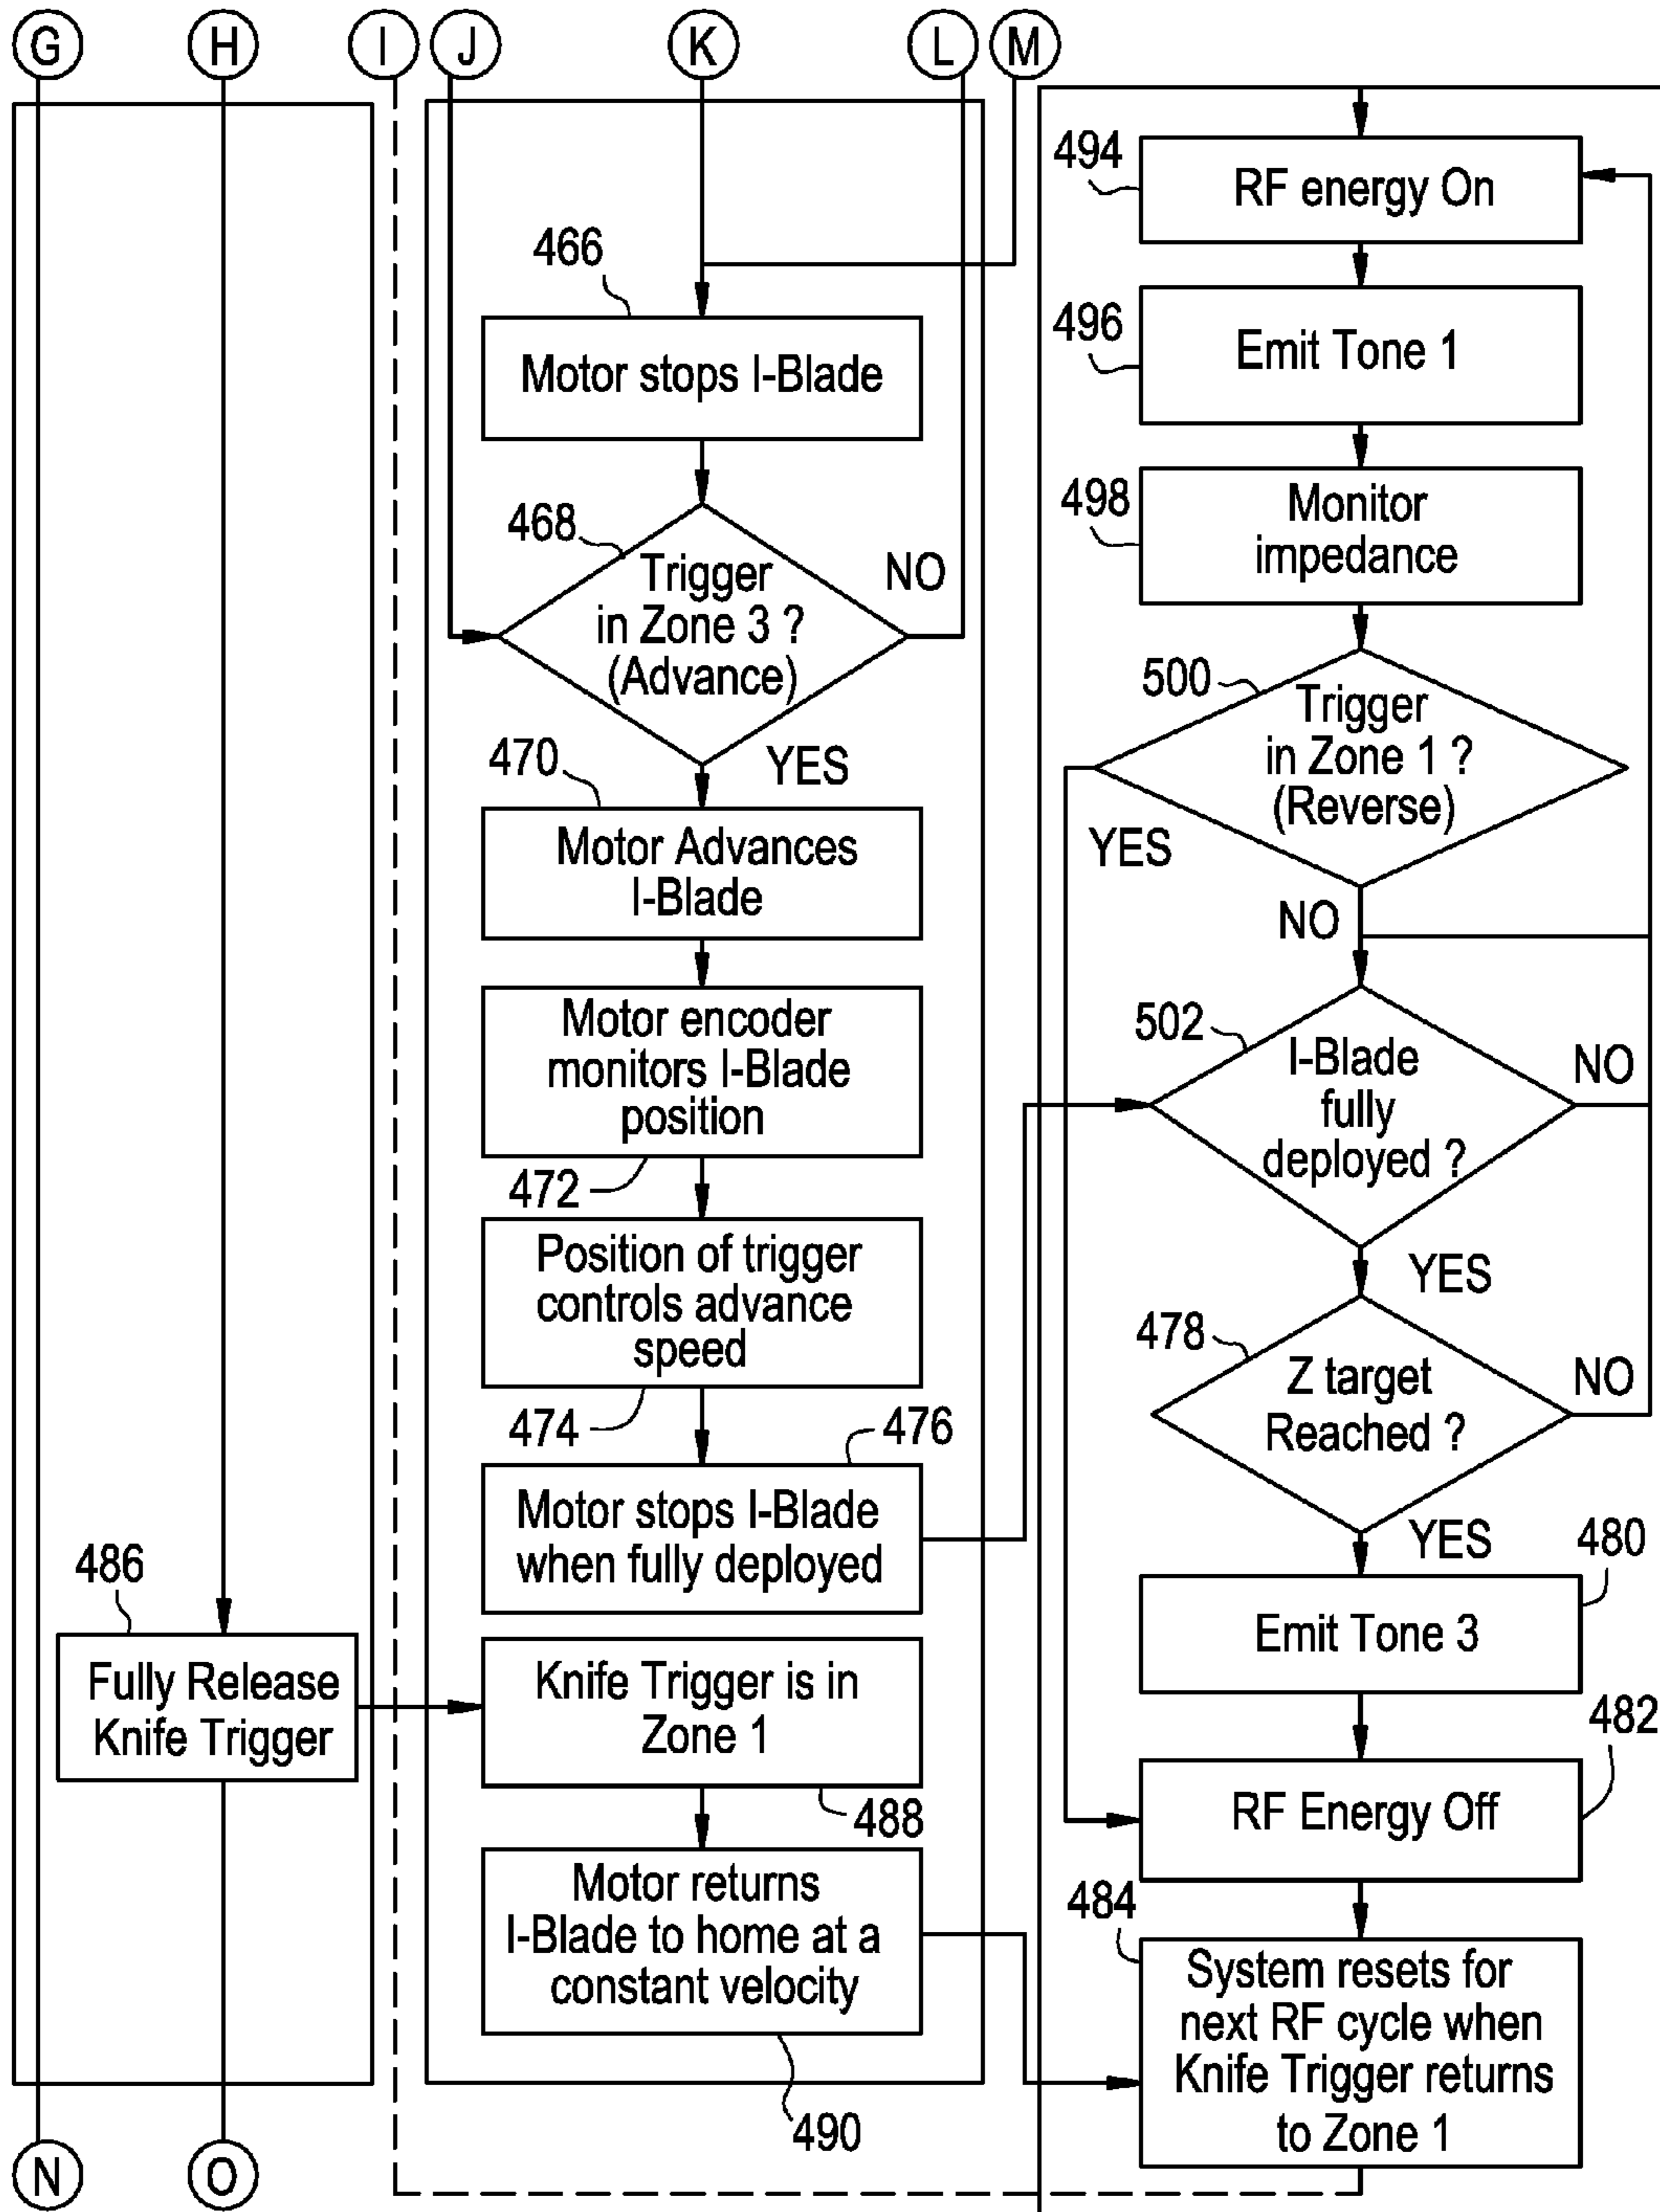 G
H
I
J
K
L
M
466
Motor stops I-Blade
468
Trigger
in Zone 3 ?
(Advance)
NO
YES
470
Motor Advances
I-Blade
Motor encoder
monitors I-Blade
position
472
Position of trigger
controls advance
speed
474
476
Motor stops I-Blade
when fully deployed
486
Fully Release
Knife Trigger
Knife Trigger is in
Zone 1
488
Motor returns
I-Blade to home at a
constant velocity
490
494
RF energy On
496
Emit Tone 1
498
Monitor
impedance
500
Trigger
in Zone 1 ?
(Reverse)
YES
NO
502
I-Blade
fully
deployed ?
NO
YES
478
Z target
Reached ?
NO
YES
480
Emit Tone 3
482
RF Energy Off
484
System resets for
next RF cycle when
Knife Trigger returns
to Zone 1
N
O